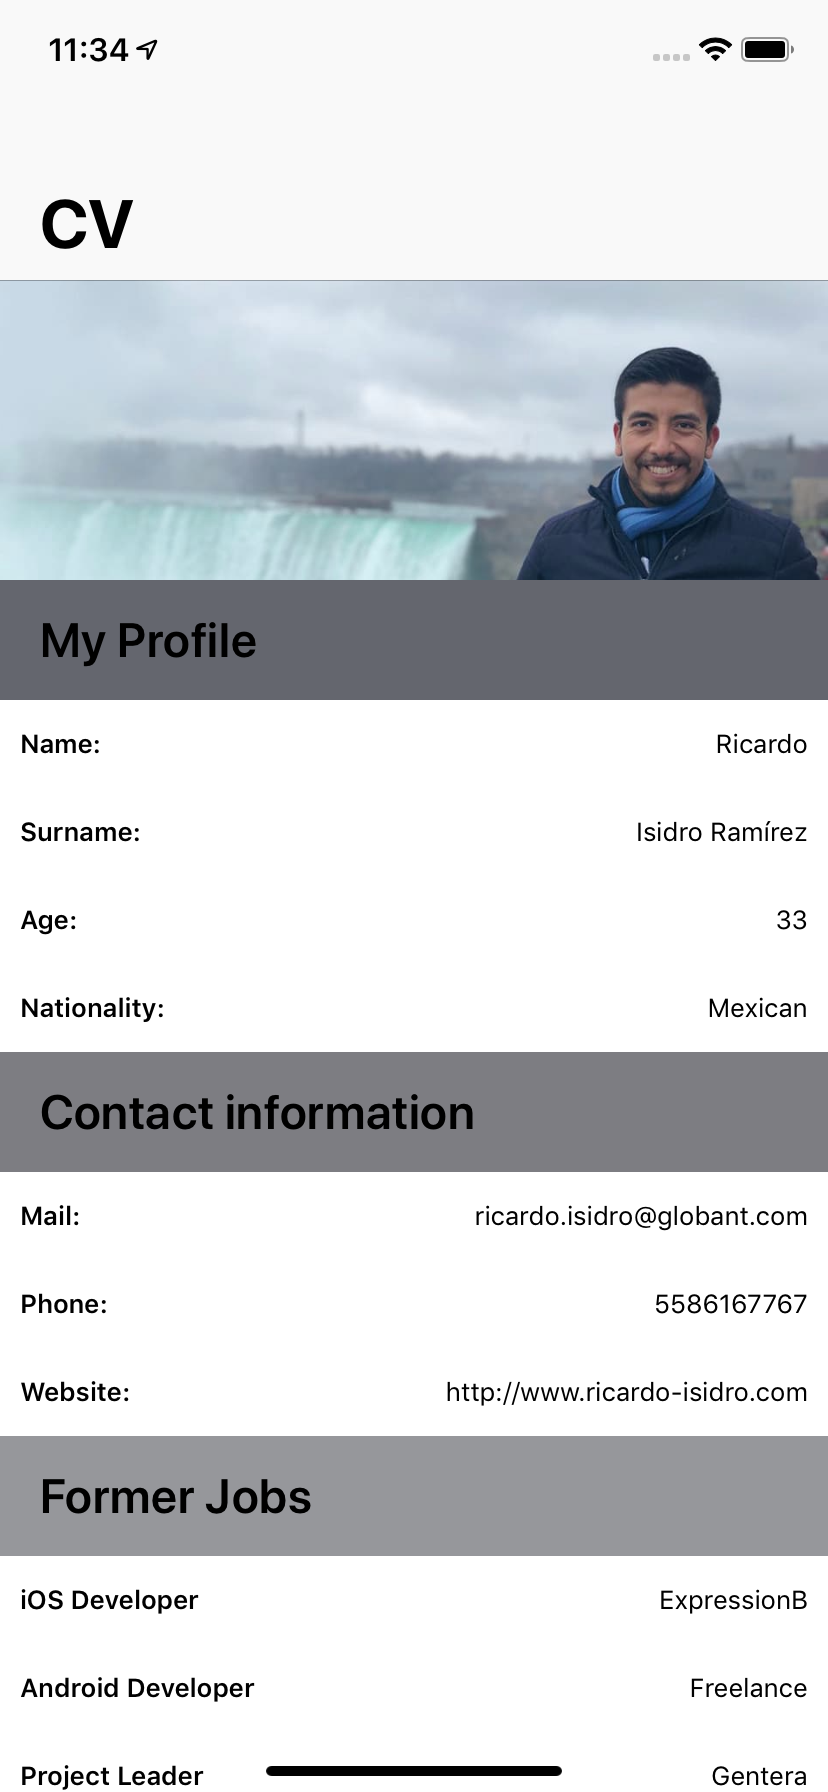 11:34
CV
My Profile
Name: Ricardo
Surname: Isidro Ramírez
Age: 33
Nationality: Mexican
Contact information
Mail: ricardo.isidro@globant.com
Phone: 5586167767
Website: http://www.ricardo-isidro.com
Former Jobs
iOS Developer ExpressionB
Android Developer Freelance
Project Leader Gentera